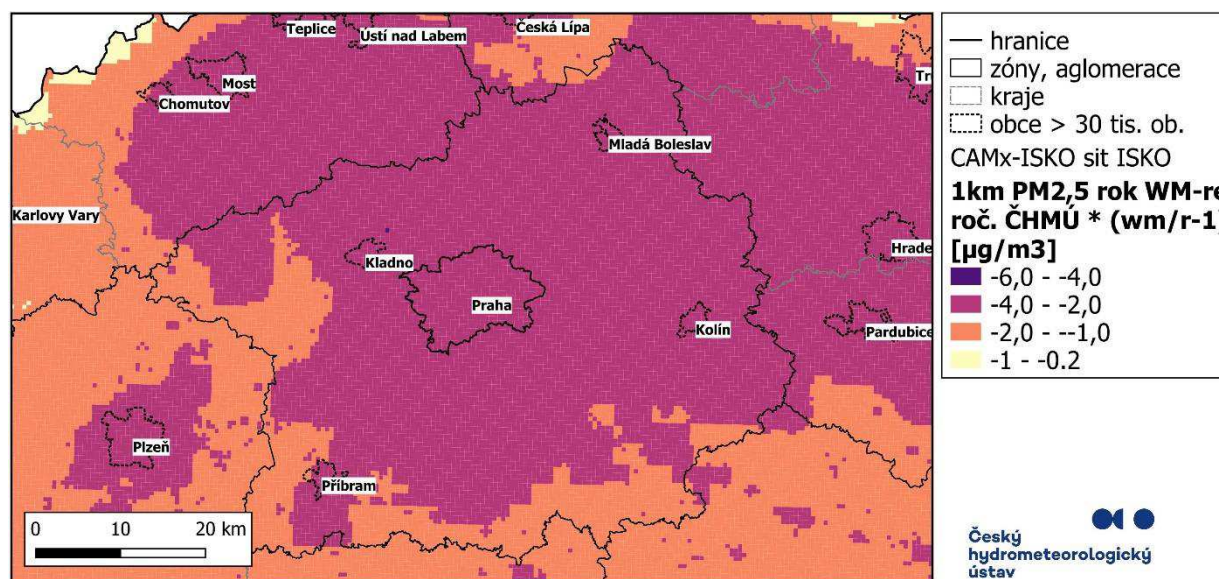 Teplice
Ústí nad Labem
Česká Lípa
Most
Chomutov
Mladá Boleslav
Karlovy Vary
Kladno
Praha
Kolín
Plzeň
Příbram
0 10 20 km
hranice
zóny, aglomerace
kraje
obce > 30 tis. ob.
CAMx-ISKO sit ISKO
1km PM2,5 rok WM-re
roč. ČHMÚ * (wm/r-1)
[µg/m3]
-6,0 - -4,0
-4,0 - -2,0
-2,0 - --1,0
-1 - -0.2
Tru
Hrade
Pardubice
Český
hydrometeorologický
ústav